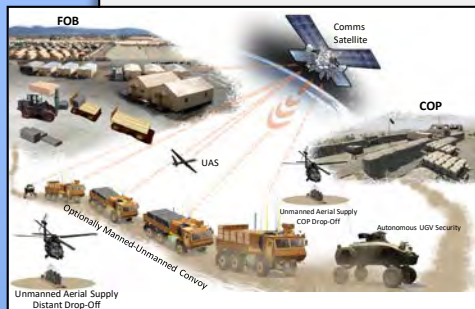 FOB
Comms
Satellite
COP
UAS
Unmanned Aerial Supply
COP Drop-Off
Optionally Manned-Unmanned Convoy
Autonomous UGV Security
Unmanned Aerial Supply
Distant Drop-Off